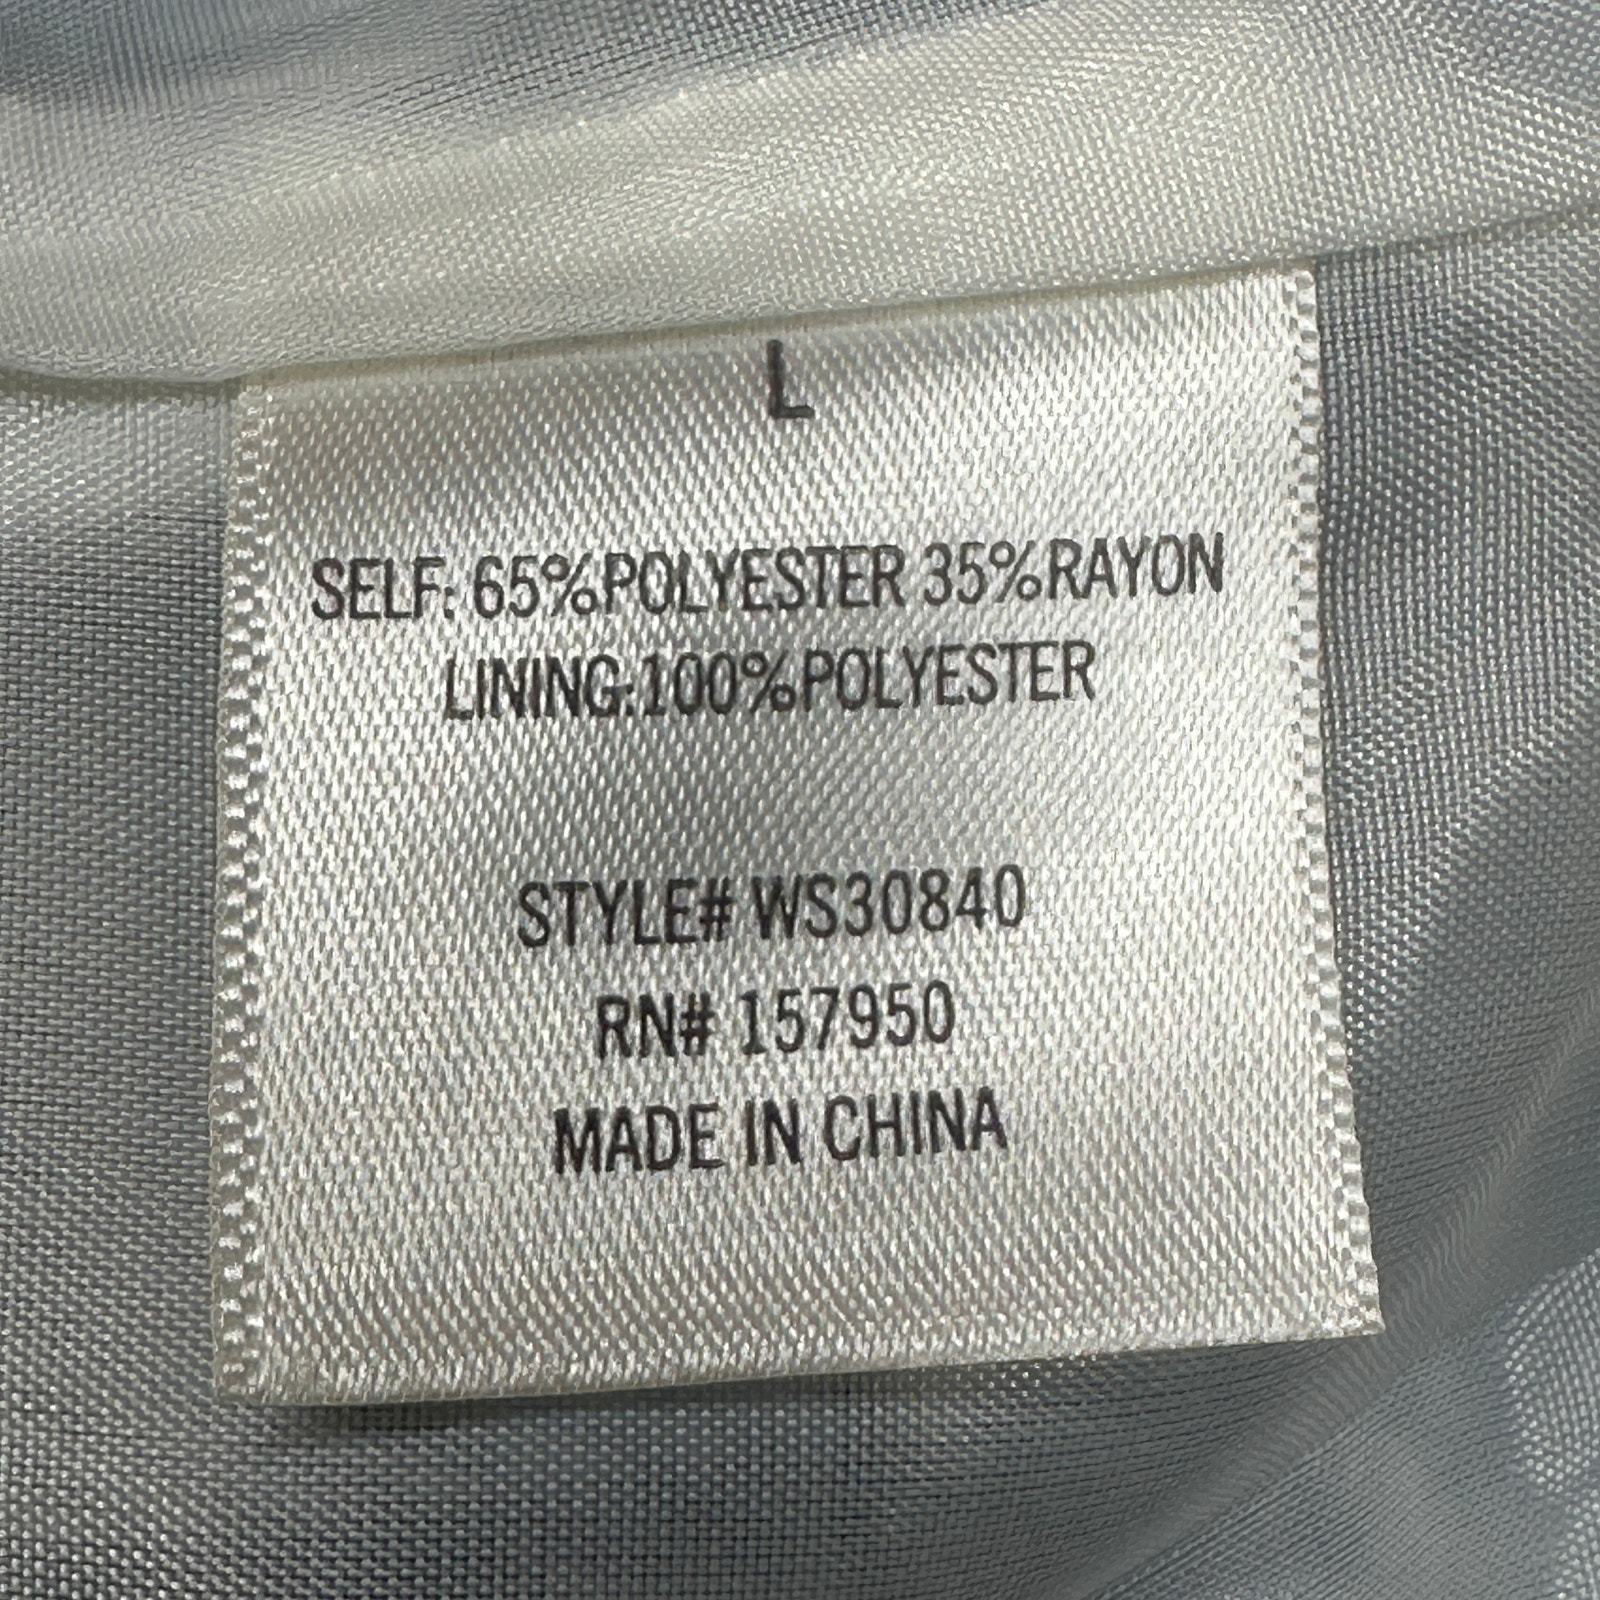 L
SELF: 65%POLYESTER 35%RAYON
LINING:100%POLYESTER
STYLE# WS30840
RN# 157950
MADE IN CHINA